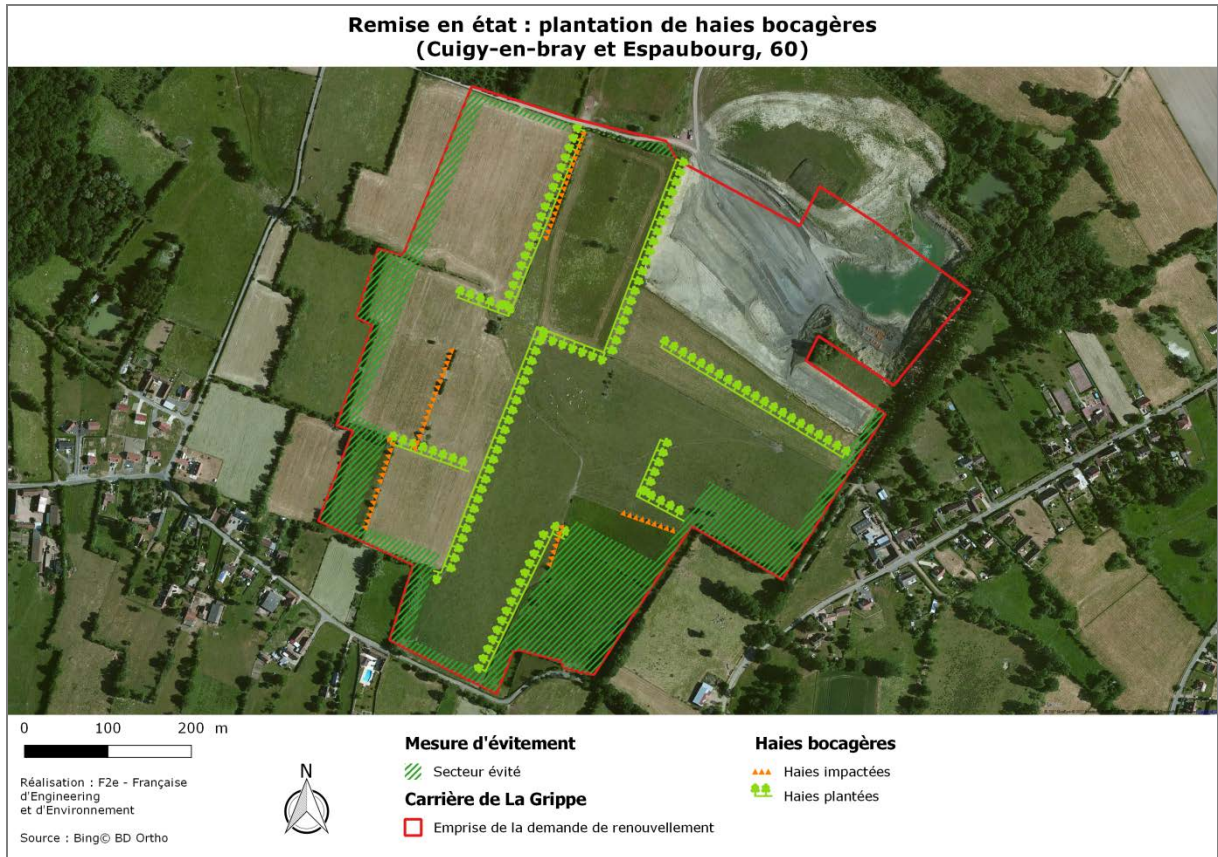 Remise en état : plantation de haies bocagères
(Cuigy-en-bray et Espaubourg, 60)
0 100 200 m
Réalisation : F2e - Française
d'Engineering
et d'Environnement
Source : Bing© BD Ortho
N
Mesure d'évitement
Secteur évité
Carrière de La Grippe
Emprise de la demande de renouvellement
Haies bocagères
Haies impactées
Haies plantées